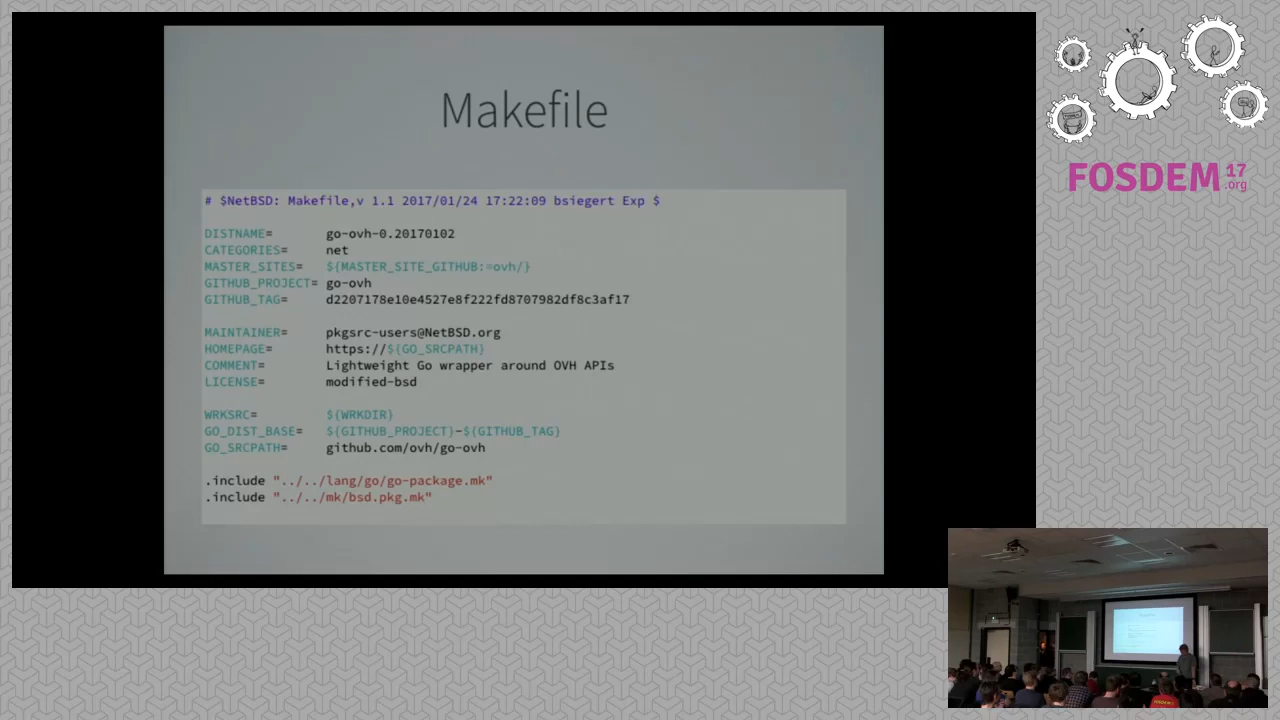 Makefile
# $NetBSD: Makefile,v 1.1 2017/01/24 17:22:09 bsiegert Exp $
DISTNAME= go-ovh-0.20170102
CATEGORIES= net
MASTER_SITES= ${MASTER_SITE_GITHUB:=ovh/}
GITHUB_PROJECT= go-ovh
GITHUB_TAG= d2207178e10e4527e8f222fd8707982df8c3af17
MAINTAINER= pkgsrc-users@NetBSD.org
HOMEPAGE= https://${GO_SRCPATH}
COMMENT= Lightweight Go wrapper around OVH APIs
LICENSE= modified-bsd
WRKSRC= ${WRKDIR}
GO_DIST_BASE= ${GITHUB_PROJECT}-${GITHUB_TAG}
GO_SRCPATH= github.com/ovh/go-ovh
.include "../../lang/go/go-package.mk"
.include "../../mk/bsd.pkg.mk"
FOSDEM 17
.org